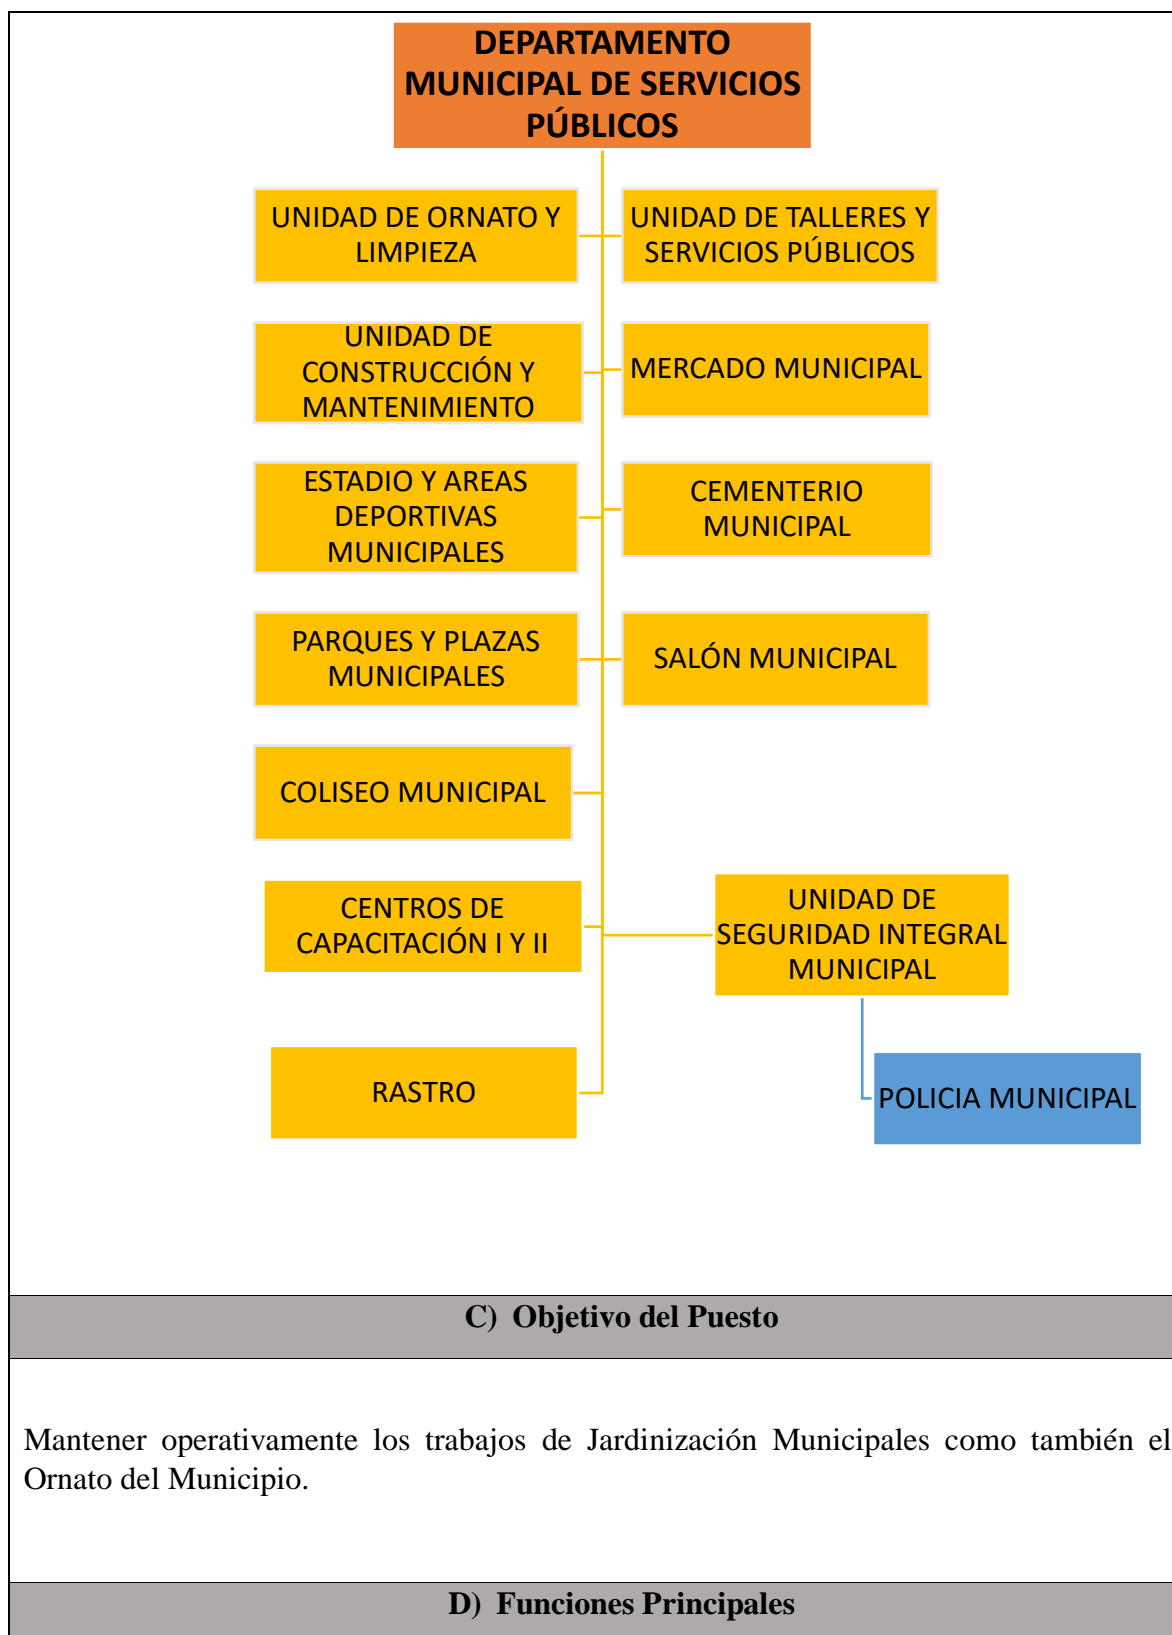 DEPARTAMENTO
MUNICIPAL DE SERVICIOS
PÚBLICOS
UNIDAD DE ORNATO Y
LIMPIEZA
UNIDAD DE TALLERES Y
SERVICIOS PÚBLICOS
UNIDAD DE
CONSTRUCCIÓN Y
MANTENIMIENTO
MERCADO MUNICIPAL
ESTADIO Y AREAS
DEPORTIVAS
MUNICIPALES
CEMENTERIO
MUNICIPAL
PARQUES Y PLAZAS
MUNICIPALES
SALÓN MUNICIPAL
COLISEO MUNICIPAL
CENTROS DE
CAPACITACIÓN I Y II
UNIDAD DE
SEGURIDAD INTEGRAL
MUNICIPAL
RASTRO
POLICIA MUNICIPAL
C) Objetivo del Puesto
Mantener operativamente los trabajos de Jardinización Municipales como también el
Ornato del Municipio.
D) Funciones Principales